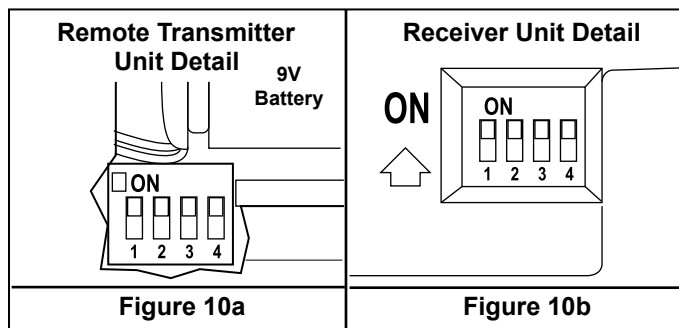 Remote Transmitter
Unit Detail
9V
Battery
ON
1 2 3 4
Figure 10a
Receiver Unit Detail
ON
ON
1 2 3 4
Figure 10b